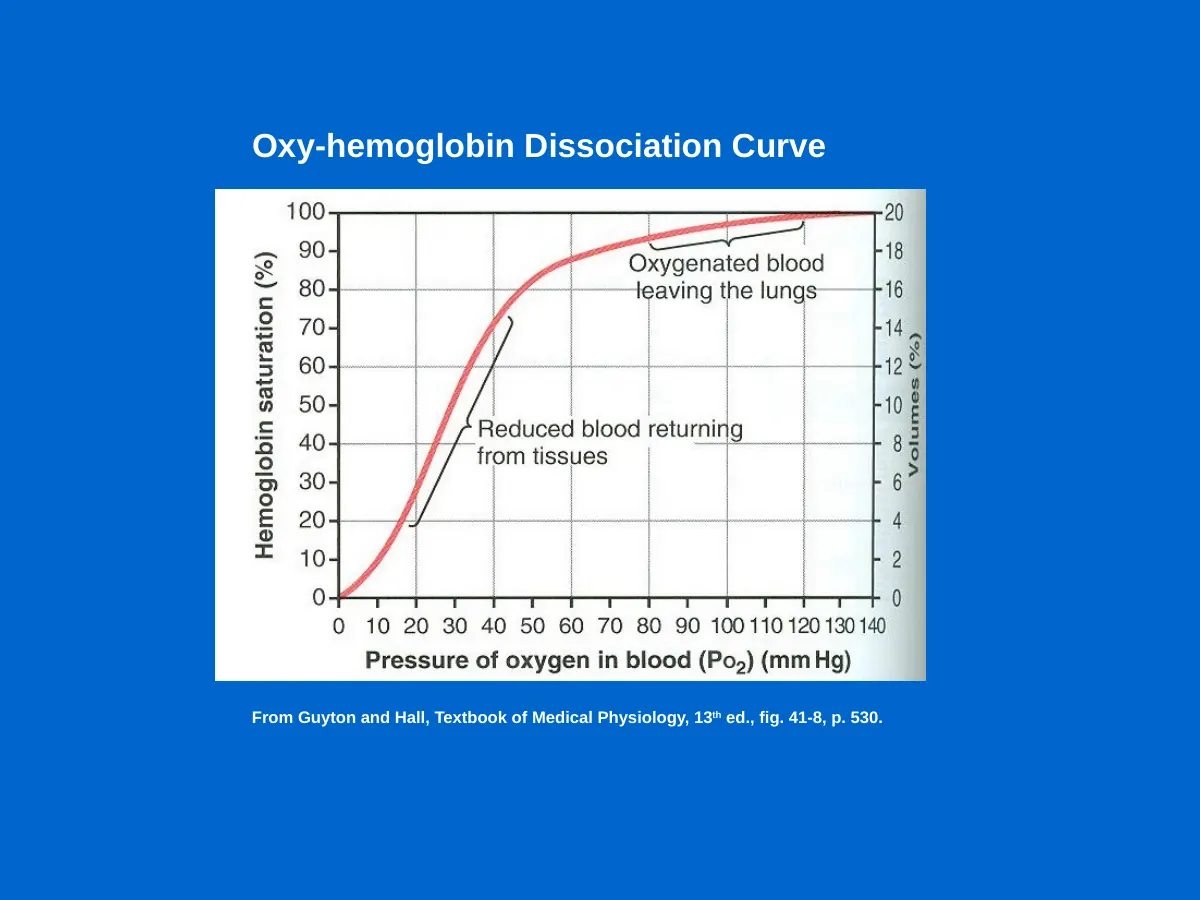 Oxy-hemoglobin Dissociation Curve
100
90
80
70
60
50
40
30
20
10
0
Hemoglobin saturation (%)
20
18
16
14
12
10
8
6
4
2
0
Volumes (%)
Oxygenated blood
leaving the lungs
Reduced blood returning
from tissues
0 10 20 30 40 50 60 70 80 90 100 110 120 130 140
Pressure of oxygen in blood (Po₂) (mm Hg)
From Guyton and Hall, Textbook of Medical Physiology, 13th ed., fig. 41-8, p. 530.